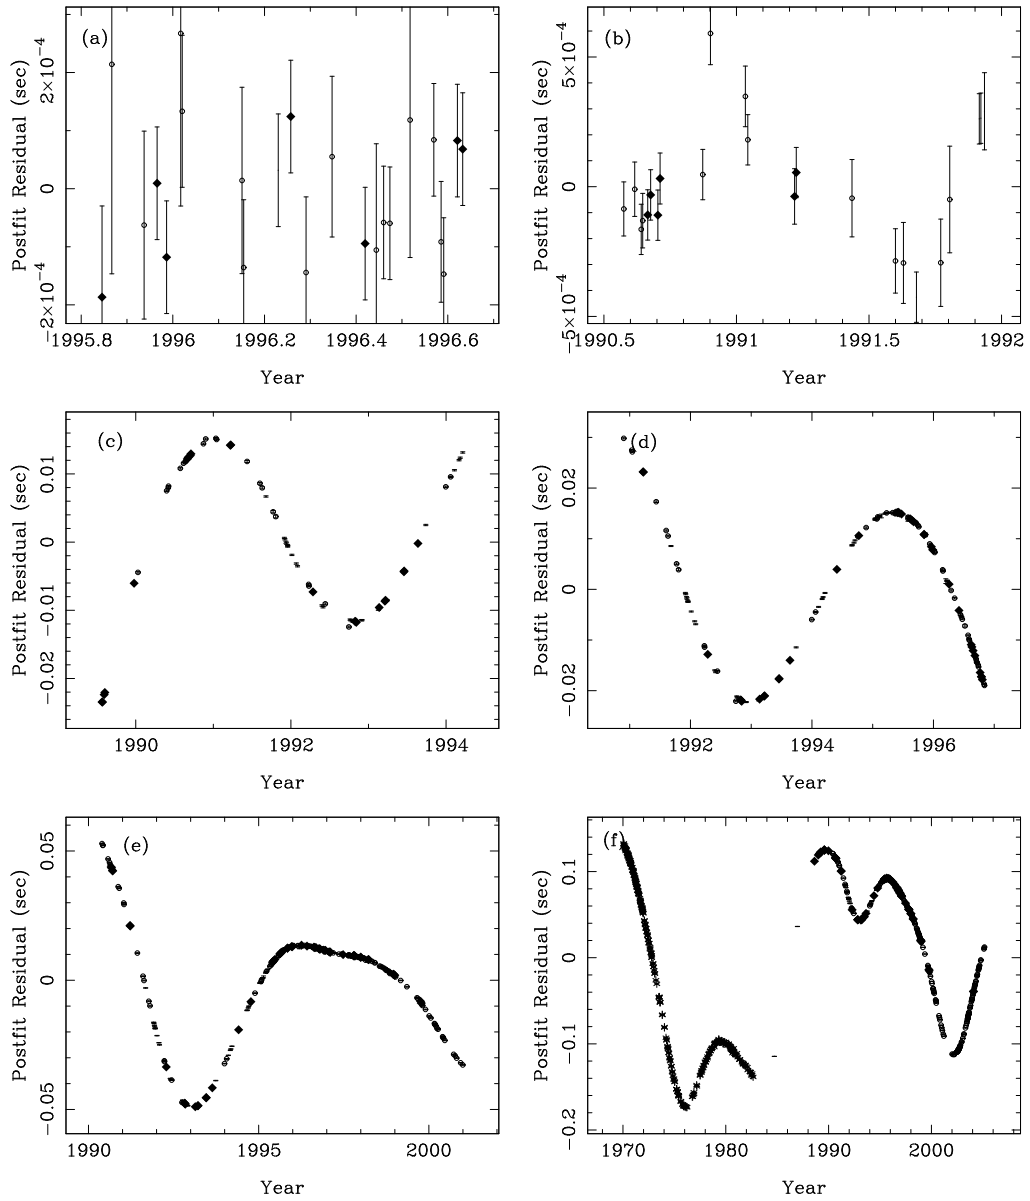 (a)
Postfit Residual (sec)
2×10⁻⁴
0
−2×10⁻⁴
1995.8 1996 1996.2 1996.4 1996.6
Year
(b)
Postfit Residual (sec)
5×10⁻⁴
0
−5×10⁻⁴
1990.5 1991 1991.5 1992
Year
(c)
Postfit Residual (sec)
0.01
0
−0.01
−0.02
1990 1992 1994
Year
(d)
Postfit Residual (sec)
0.02
0
−0.02
1992 1994 1996
Year
(e)
Postfit Residual (sec)
0.05
0
−0.05
1990 1995 2000
Year
(f)
Postfit Residual (sec)
0.1
0
−0.1
−0.2
1970 1980 1990 2000
Year